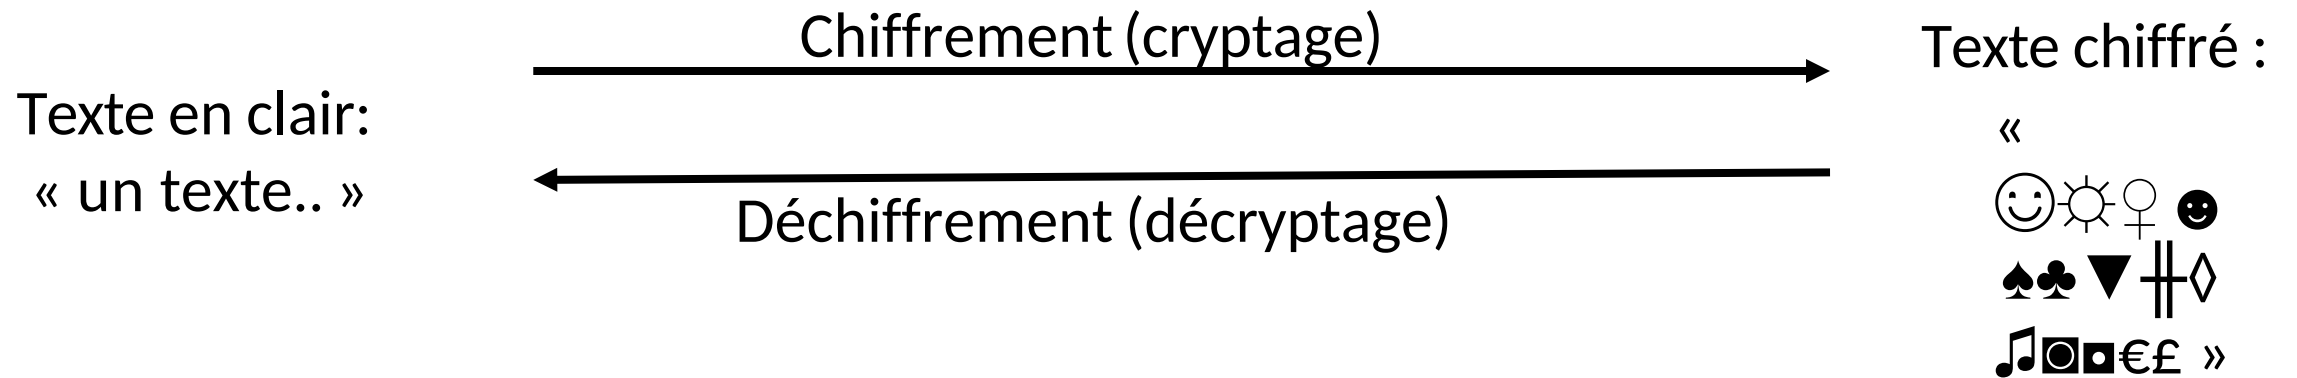 Chiffrement (cryptage)
Texte en clair:
« un texte.. »
Déchiffrement (décryptage)
Texte chiffré :
«
☺☼♀☻
♠♣▼╫◊
♫◙◘€£ »